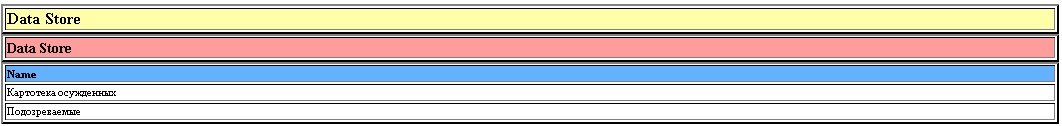 Data Store
Data Store
Name
Картотека осужденных
Подозреваемые